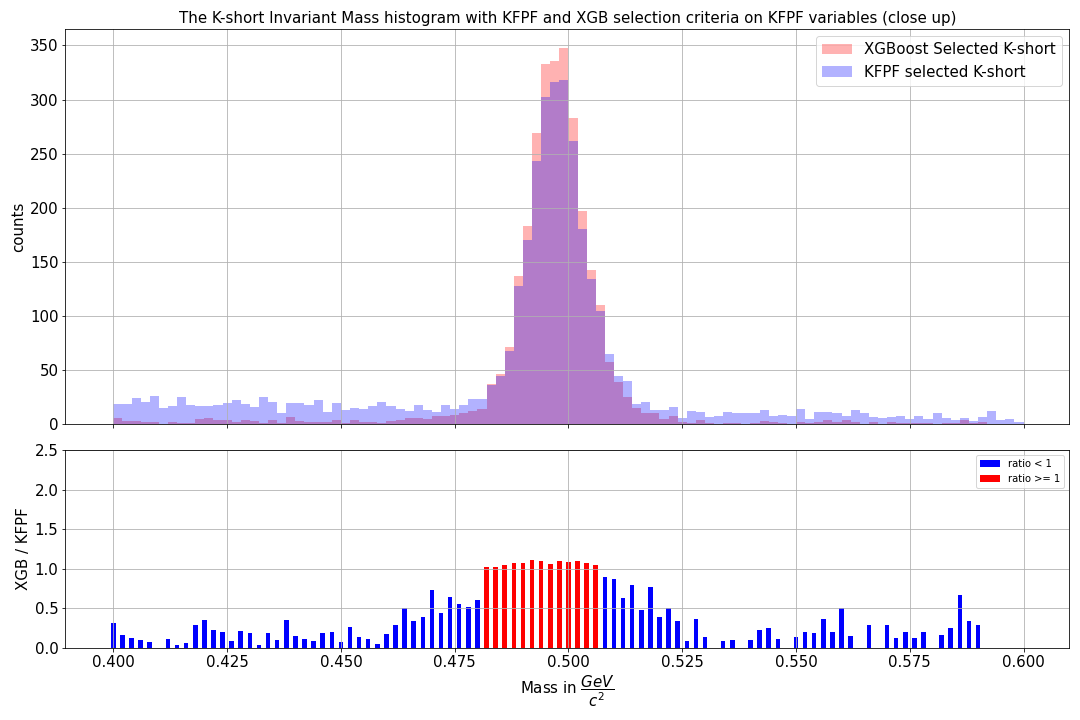 The K-short Invariant Mass histogram with KFPF and XGB selection criteria on KFPF variables (close up)
XGBoost Selected K-short
KFPF selected K-short
counts
350
300
250
200
150
100
50
0
ratio < 1
ratio >= 1
XGB / KFPF
2.5
2.0
1.5
1.0
0.5
0.0
0.400 0.425 0.450 0.475 0.500 0.525 0.550 0.575 0.600
Mass in GeV/c²